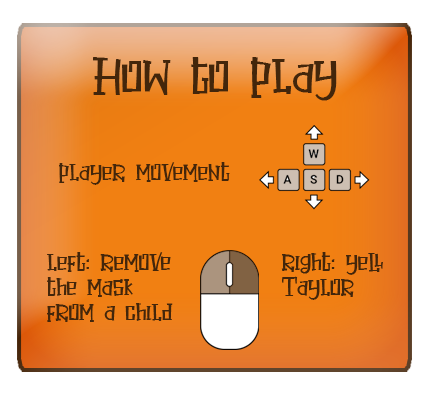 How to play
player movement
W
A S D
Left: Remove
the mask
from a child
Right: yell
Taylor